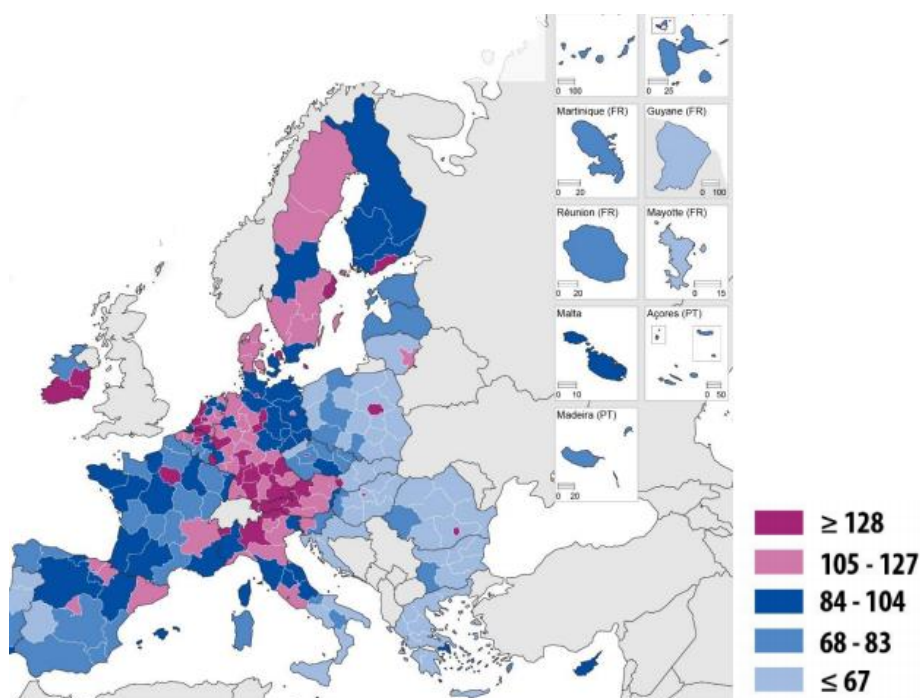 0 100
0 25
Martinique (FR)
Guyane (FR)
0 20
0 100
Réunion (FR)
Mayotte (FR)
0 20
0 15
Malta
Açores (PT)
0 10
0 50
Madeira (PT)
0 20
≥ 128
105 - 127
84 - 104
68 - 83
≤ 67